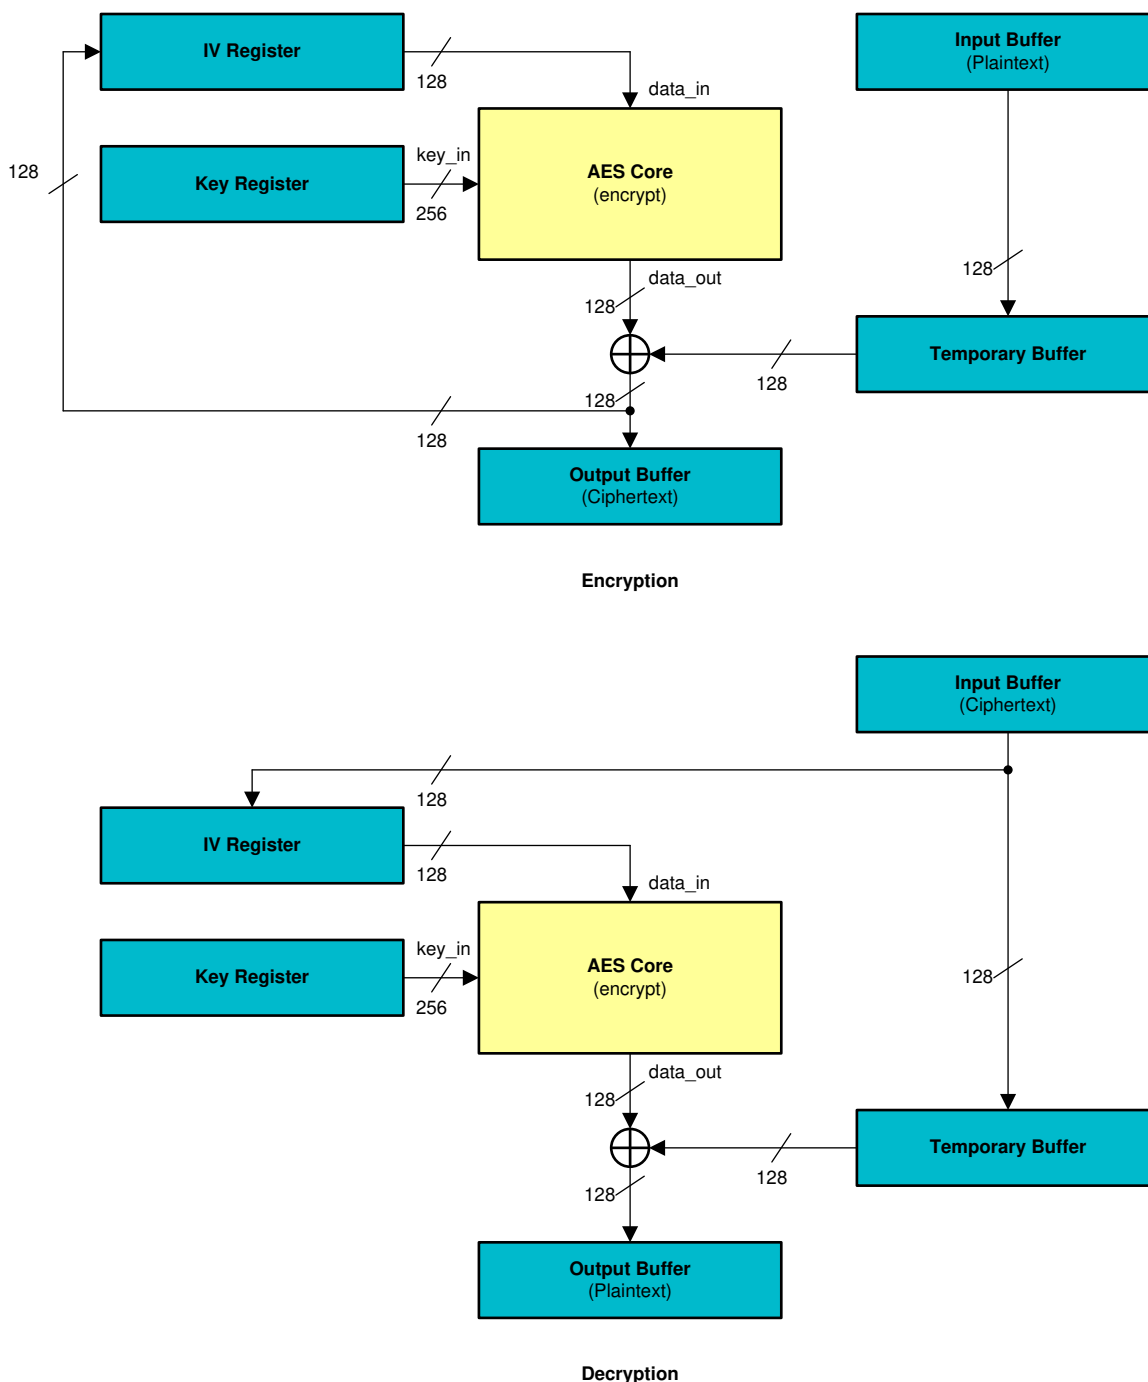 IV Register
Input Buffer
(Plaintext)
128
data_in
key_in
128
Key Register
AES Core
(encrypt)
256
128
data_out
128
Temporary Buffer
128
128
128
Output Buffer
(Ciphertext)
Encryption
Input Buffer
(Ciphertext)
128
IV Register
128
data_in
key_in
Key Register
AES Core
(encrypt)
128
256
data_out
128
Temporary Buffer
128
128
Output Buffer
(Plaintext)
Decryption